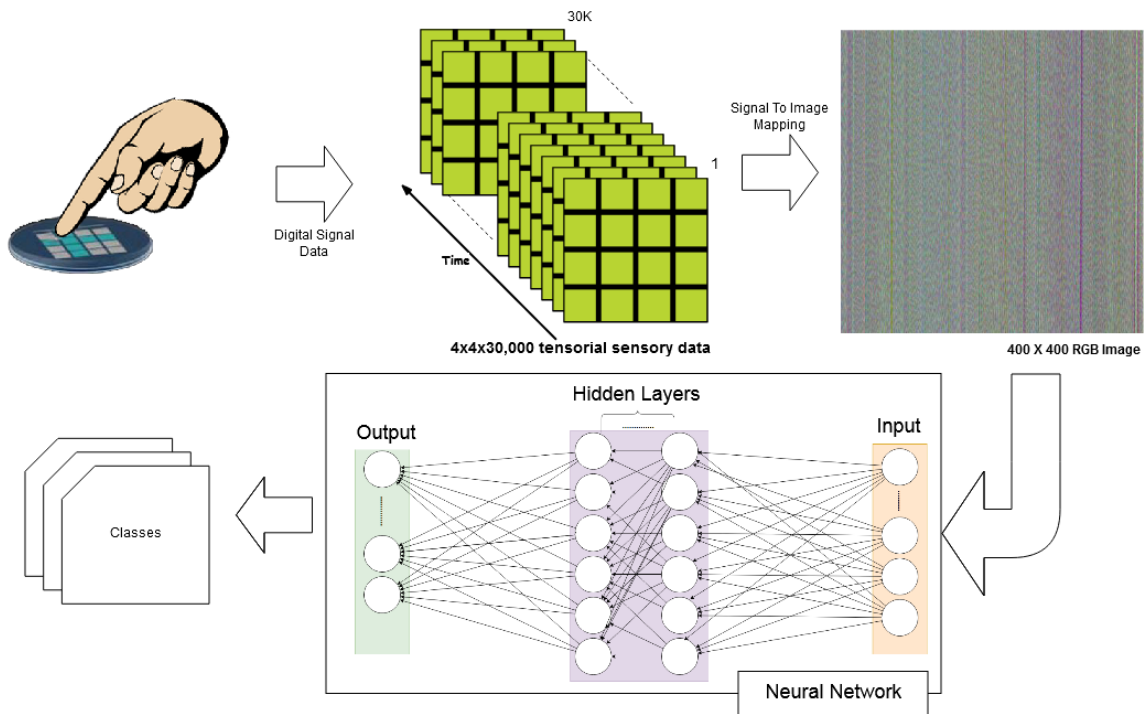 30K
Signal To Image
Mapping
1
Digital Signal
Data
Time
4x4x30,000 tensorial sensory data
400 X 400 RGB Image
Hidden Layers
Output
Input
Classes
Neural Network